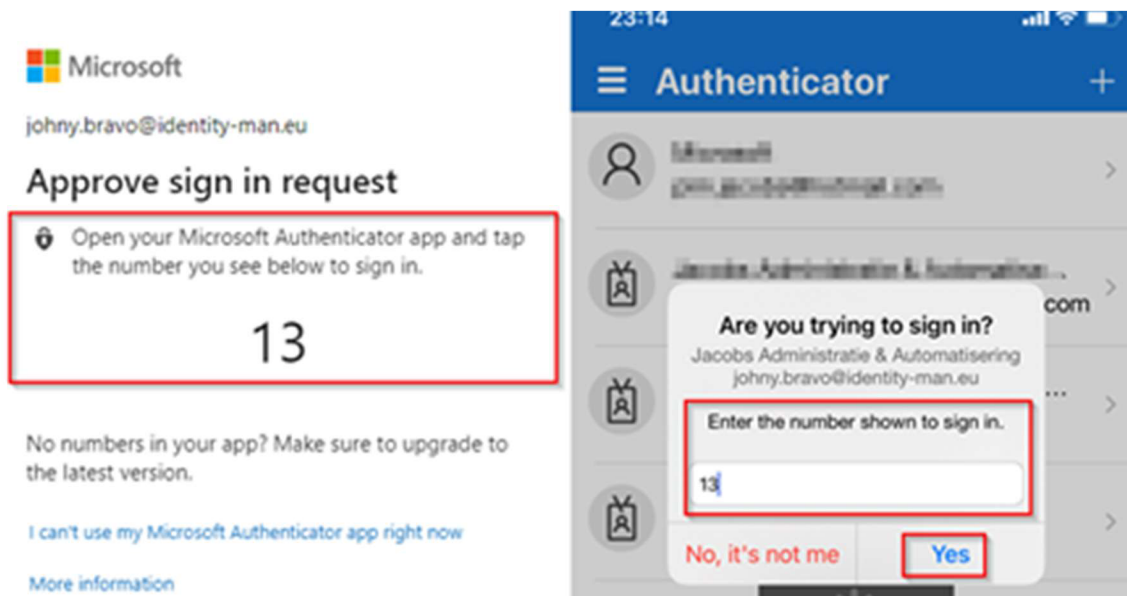 Microsoft
johny.bravo@identity-man.eu
Approve sign in request
Open your Microsoft Authenticator app and tap
the number you see below to sign in.
13
No numbers in your app? Make sure to upgrade to
the latest version.
I can't use my Microsoft Authenticator app right now
More information
23:14
Authenticator
com
...
Are you trying to sign in?
Jacobs Administratie & Automatisering
johny.bravo@identity-man.eu
Enter the number shown to sign in.
13
No, it's not me
Yes